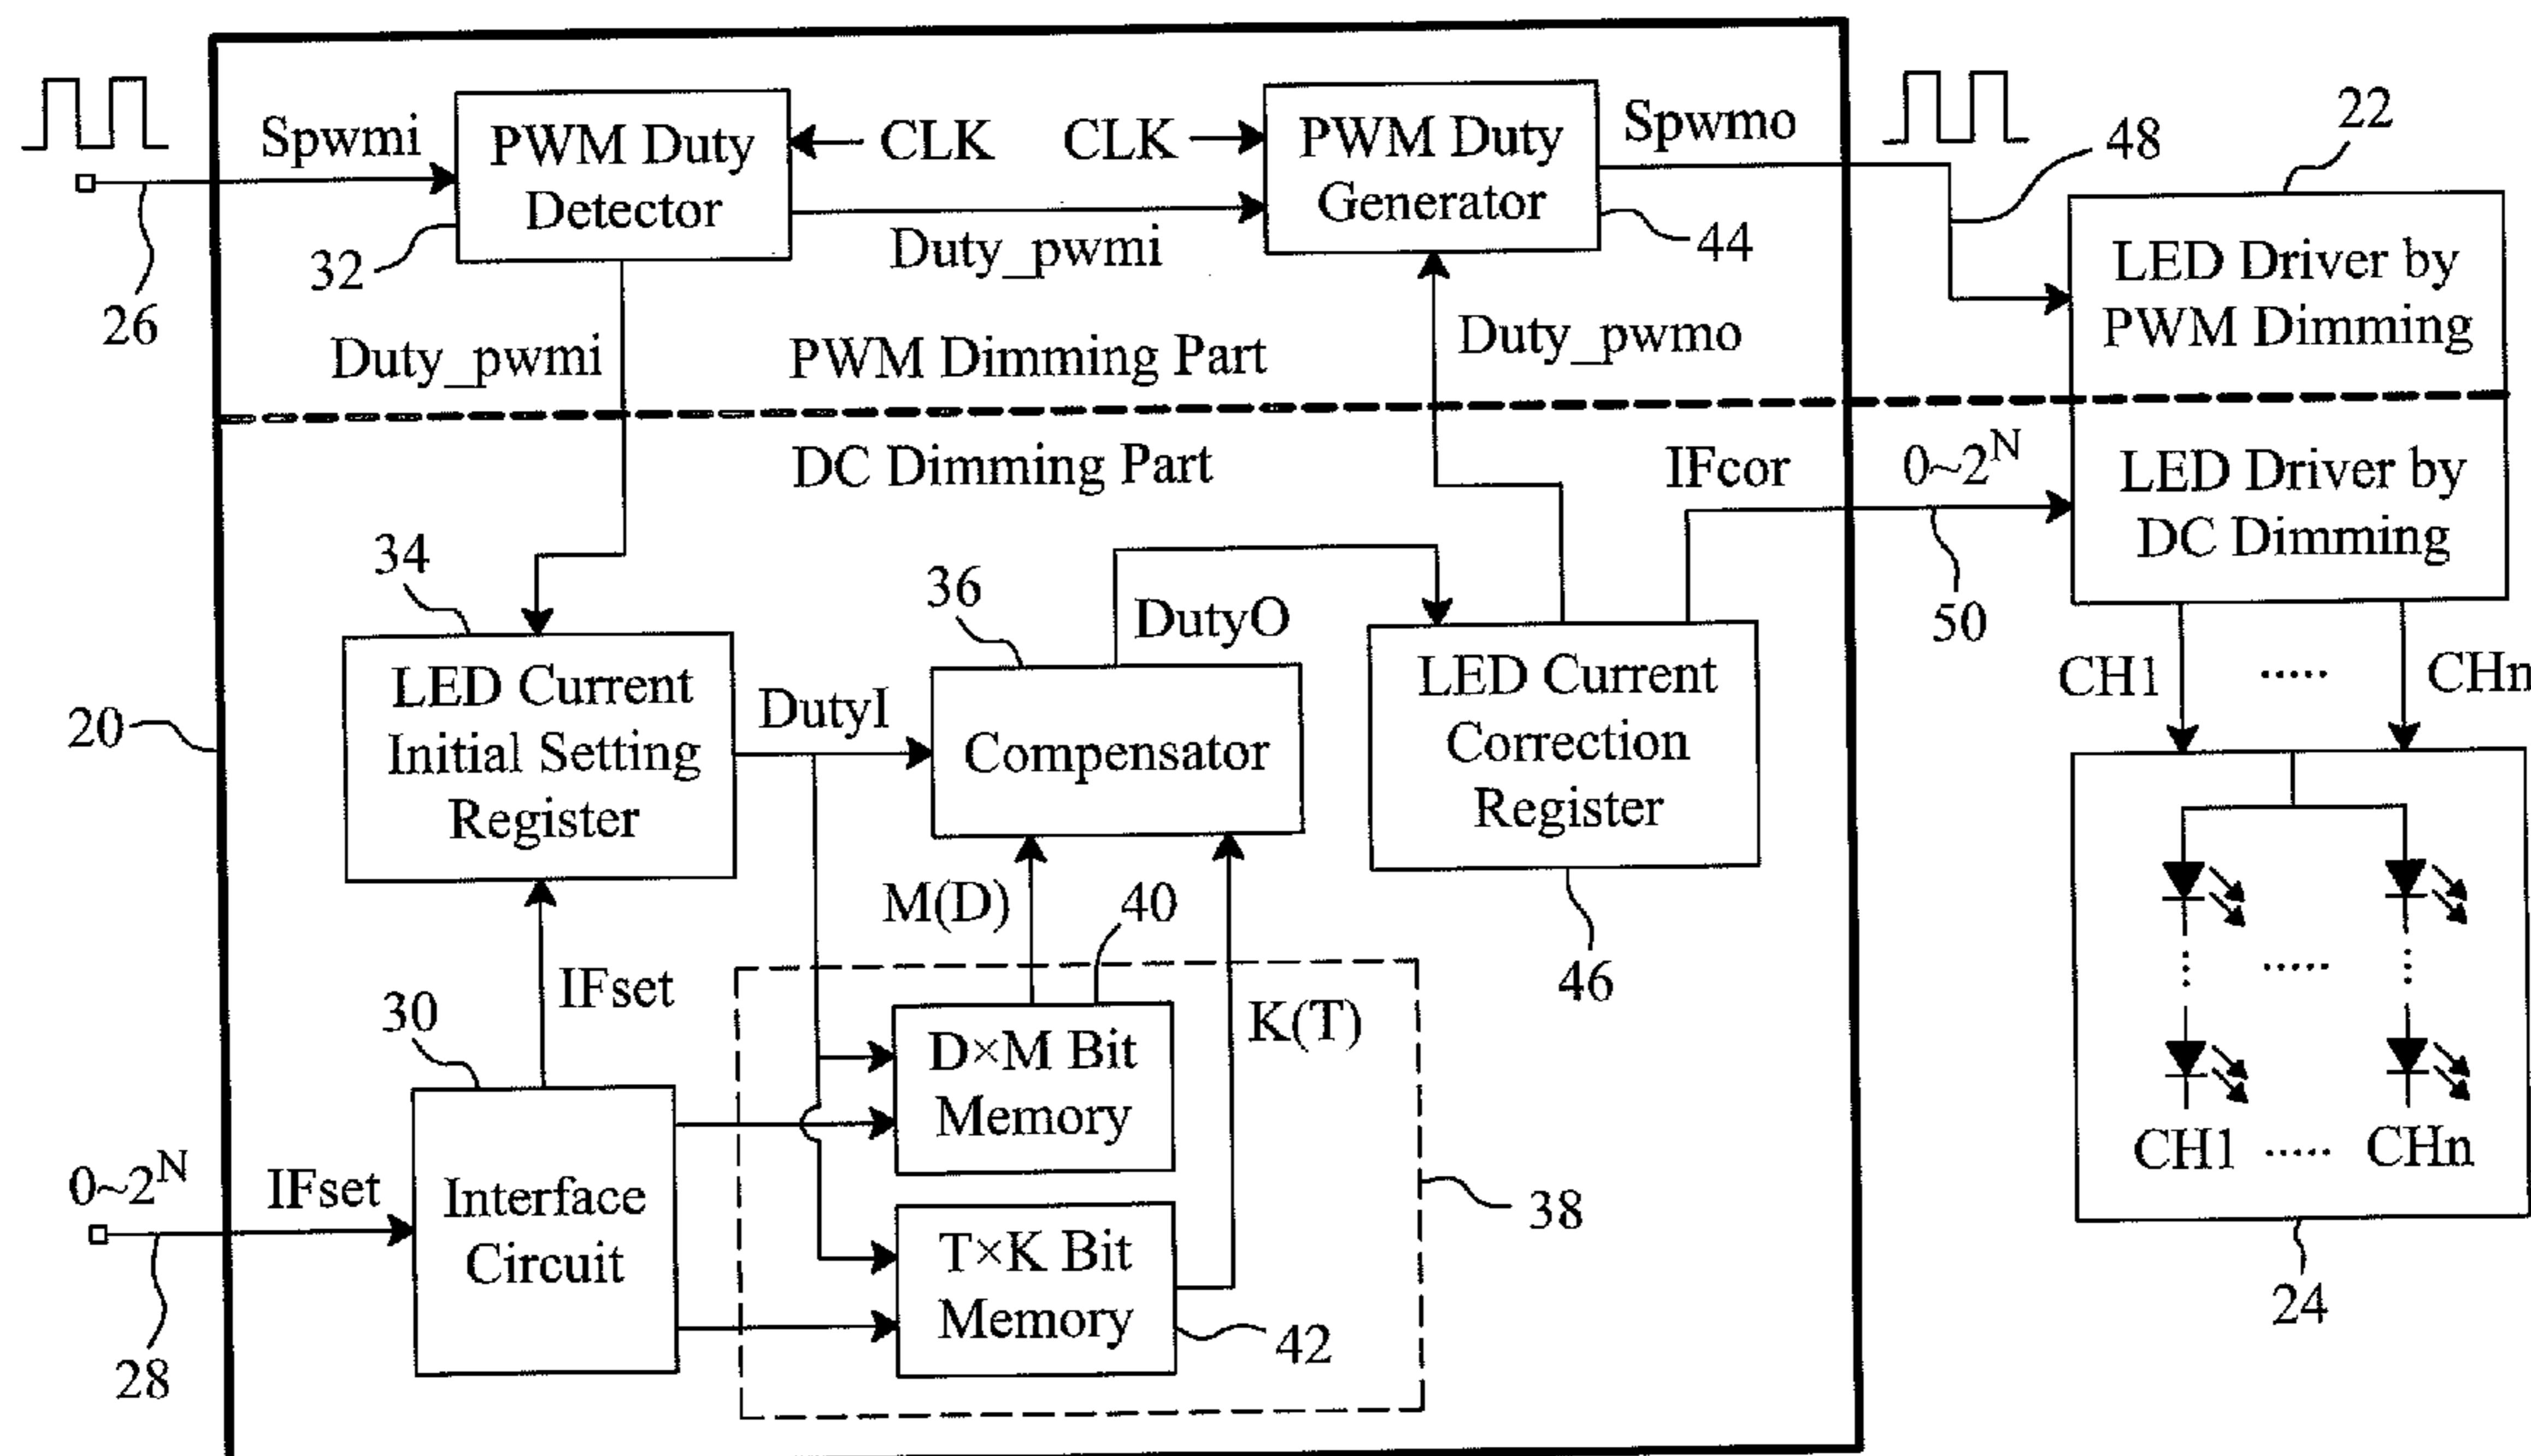 Spwmi
PWM Duty
Detector
CLK
CLK
PWM Duty
Generator
Spwmo
48
22
26
32
Duty_pwmi
44
LED Driver by
PWM Dimming
Duty_pwmi
PWM Dimming Part
Duty_pwmo
DC Dimming Part
IFcor
0~2^N
LED Driver by
DC Dimming
50
34
36
DutyO
LED Current
Initial Setting
Register
DutyI
Compensator
LED Current
Correction
Register
CH1
.....
CHn
20
M(D)
40
46
IFset
30
D×M Bit
Memory
K(T)
.....
CH1 ..... CHn
0~2^N
IFset
Interface
Circuit
T×K Bit
Memory
38
28
42
24